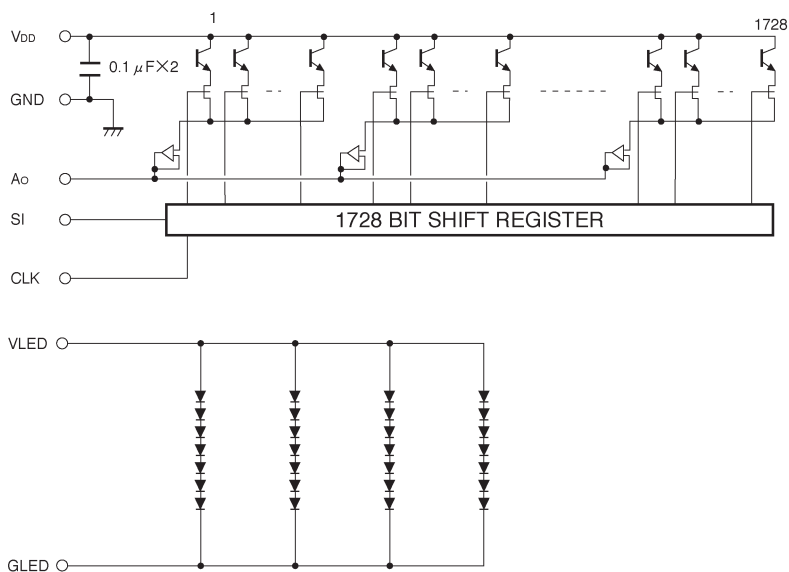 1
1728
VDD
0.1 μF×2
GND
AO
SI
1728 BIT SHIFT REGISTER
CLK
VLED
GLED